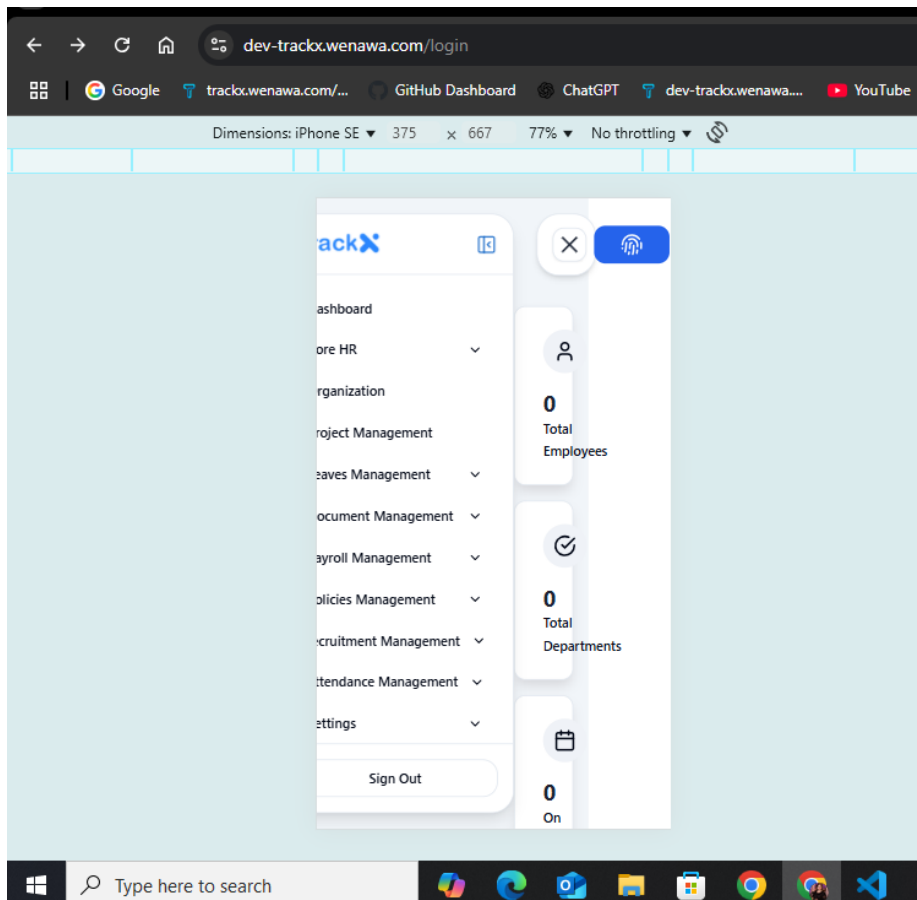 dev-trackx.wenawa.com/login
Google trackx.wenawa.com/... GitHub Dashboard ChatGPT dev-trackx.wenawa.... YouTube
Dimensions: iPhone SE 375 × 667 77% No throttling
ackX
ashboard
ore HR
rganization
roject Management
eaves Management
ocument Management
ayroll Management
olicies Management
ecruitment Management
ttendance Management
ettings
Sign Out
0
Total
Employees
0
Total
Departments
0
On
Type here to search